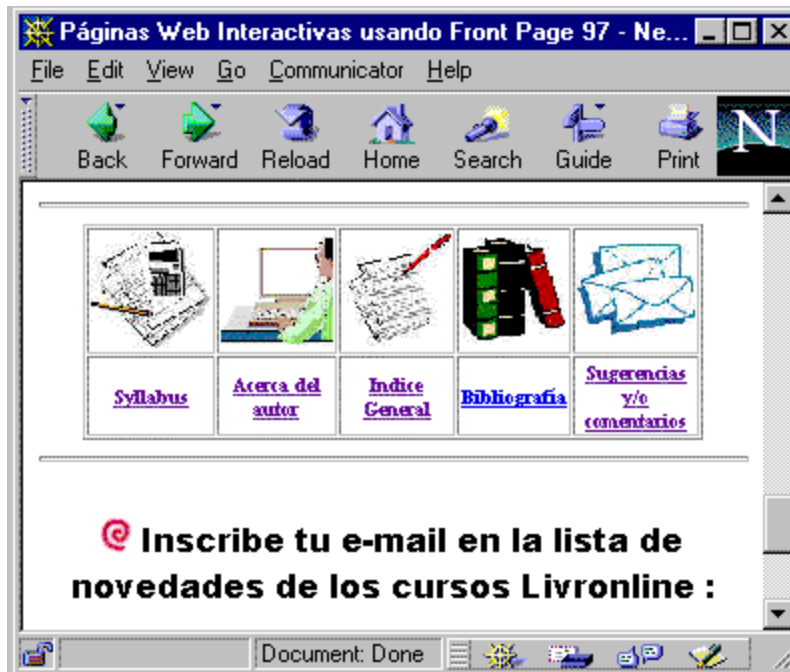 Páginas Web Interactivas usando Front Page 97 - Ne...
File Edit View Go Communicator Help
Back Forward Reload Home Search Guide Print
N
Syllabus
Acerca del
autor
Indice
General
Bibliografía
Sugerencias
y/o
comentarios
Inscribe tu e-mail en la lista de
novedades de los cursos Livronline :
Document: Done